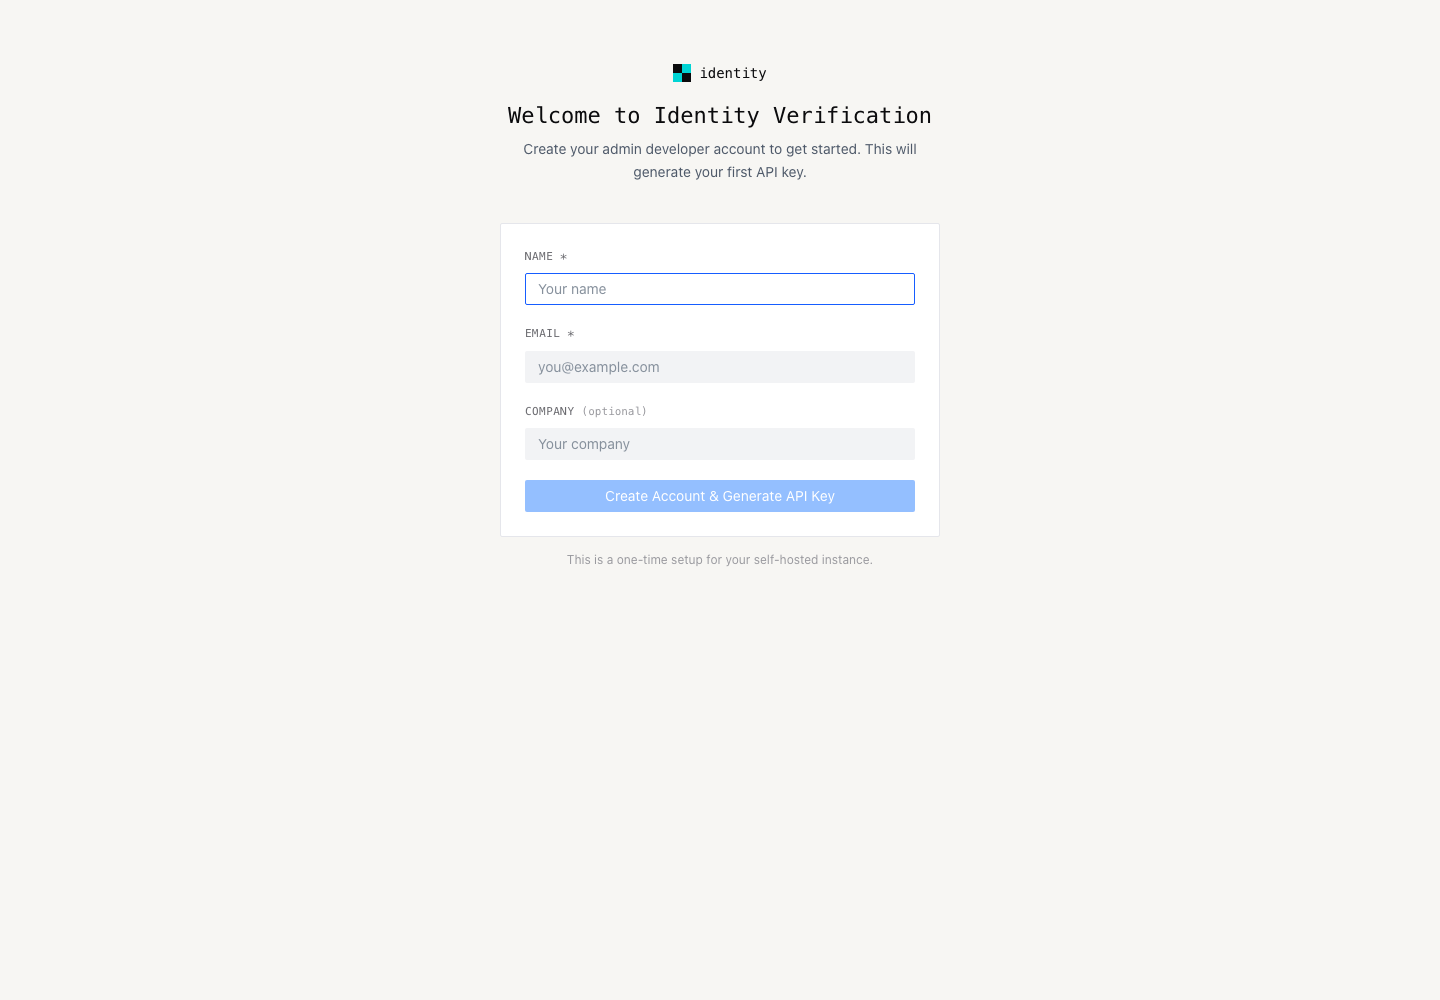 identity
Welcome to Identity Verification
Create your admin developer account to get started. This will
generate your first API key.
NAME *
Your name
EMAIL *
you@example.com
COMPANY (optional)
Your company
Create Account & Generate API Key
This is a one-time setup for your self-hosted instance.